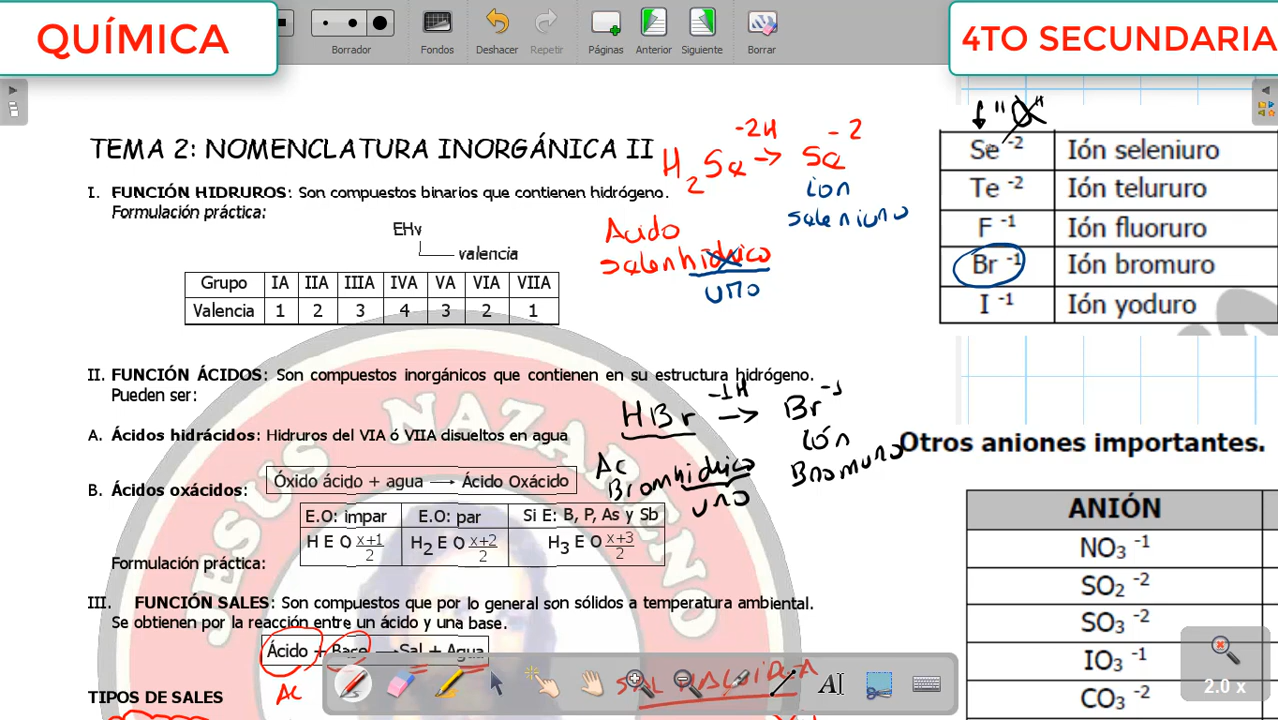 QUÍMICA
4TO SECUNDARIA
Borrador
Fondos
Deshacer
Repetir
Páginas
Anterior
Siguiente
Borrar
TEMA 2: NOMENCLATURA INORGÁNICA II
I. FUNCIÓN HIDRUROS: Son compuestos binarios que contienen hidrógeno.
Formulación práctica:
EHv
valencia
Grupo IA IIA IIIA IVA VA VIA VIIA
Valencia 1 2 3 4 3 2 1
H2Se -2H → Se -2
ion
seleniuro
Acido
selenhidrico
uro
"O"
Se -2 Ión seleniuro
Te -2 Ión telururo
F -1 Ión fluoruro
Br -1 Ión bromuro
I -1 Ión yoduro
II. FUNCIÓN ÁCIDOS: Son compuestos inorgánicos que contienen en su estructura hidrógeno.
Pueden ser:
A. Ácidos hidrácidos: Hidruros del VIA ó VIIA disueltos en agua
HBr -1H → Br -1
ión
Bromuro
Ac
Bromhidrico
uro
B. Ácidos oxácidos: Óxido ácido + agua → Ácido Oxácido
E.O: impar E.O: par Si E: B, P, As y Sb
H E O x+1/2 H2 E O x+2/2 H3 E O x+3/2
Formulación práctica:
III. FUNCIÓN SALES: Son compuestos que por lo general son sólidos a temperatura ambiental.
Se obtienen por la reacción entre un ácido y una base.
Ácido + Base → Sal + Agua
Ac
SAL HALOIDEA
TIPOS DE SALES
Otros aniones importantes.
ANIÓN
NO3 -1
SO2 -2
SO3 -2
IO3 -1
CO3 -2
2.0 x